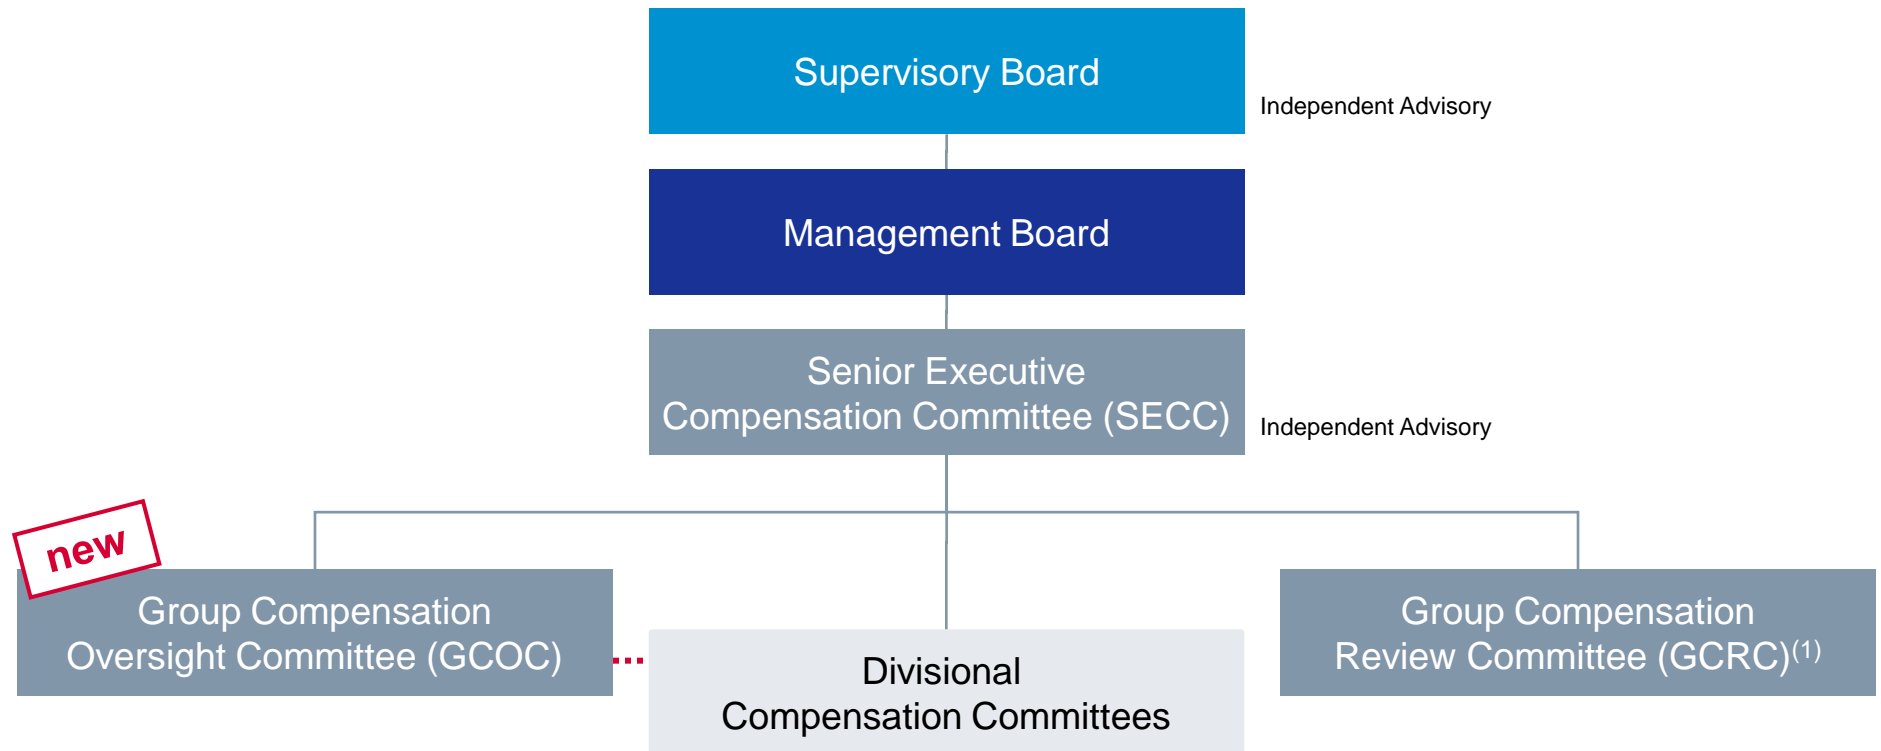 Supervisory Board
Independent Advisory
Management Board
Senior Executive
Compensation Committee (SECC)
Independent Advisory
new
Group Compensation
Oversight Committee (GCOC)
Divisional
Compensation Committees
Group Compensation
Review Committee (GCRC)(1)